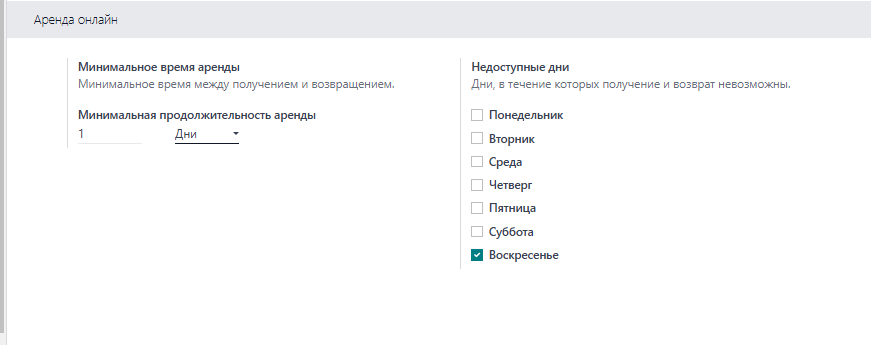 Аренда онлайн
Минимальное время аренды
Минимальное время между получением и возвращением.
Минимальная продолжительность аренды
1 Дни
Недоступные дни
Дни, в течение которых получение и возврат невозможны.
Понедельник
Вторник
Среда
Четверг
Пятница
Суббота
Воскресенье